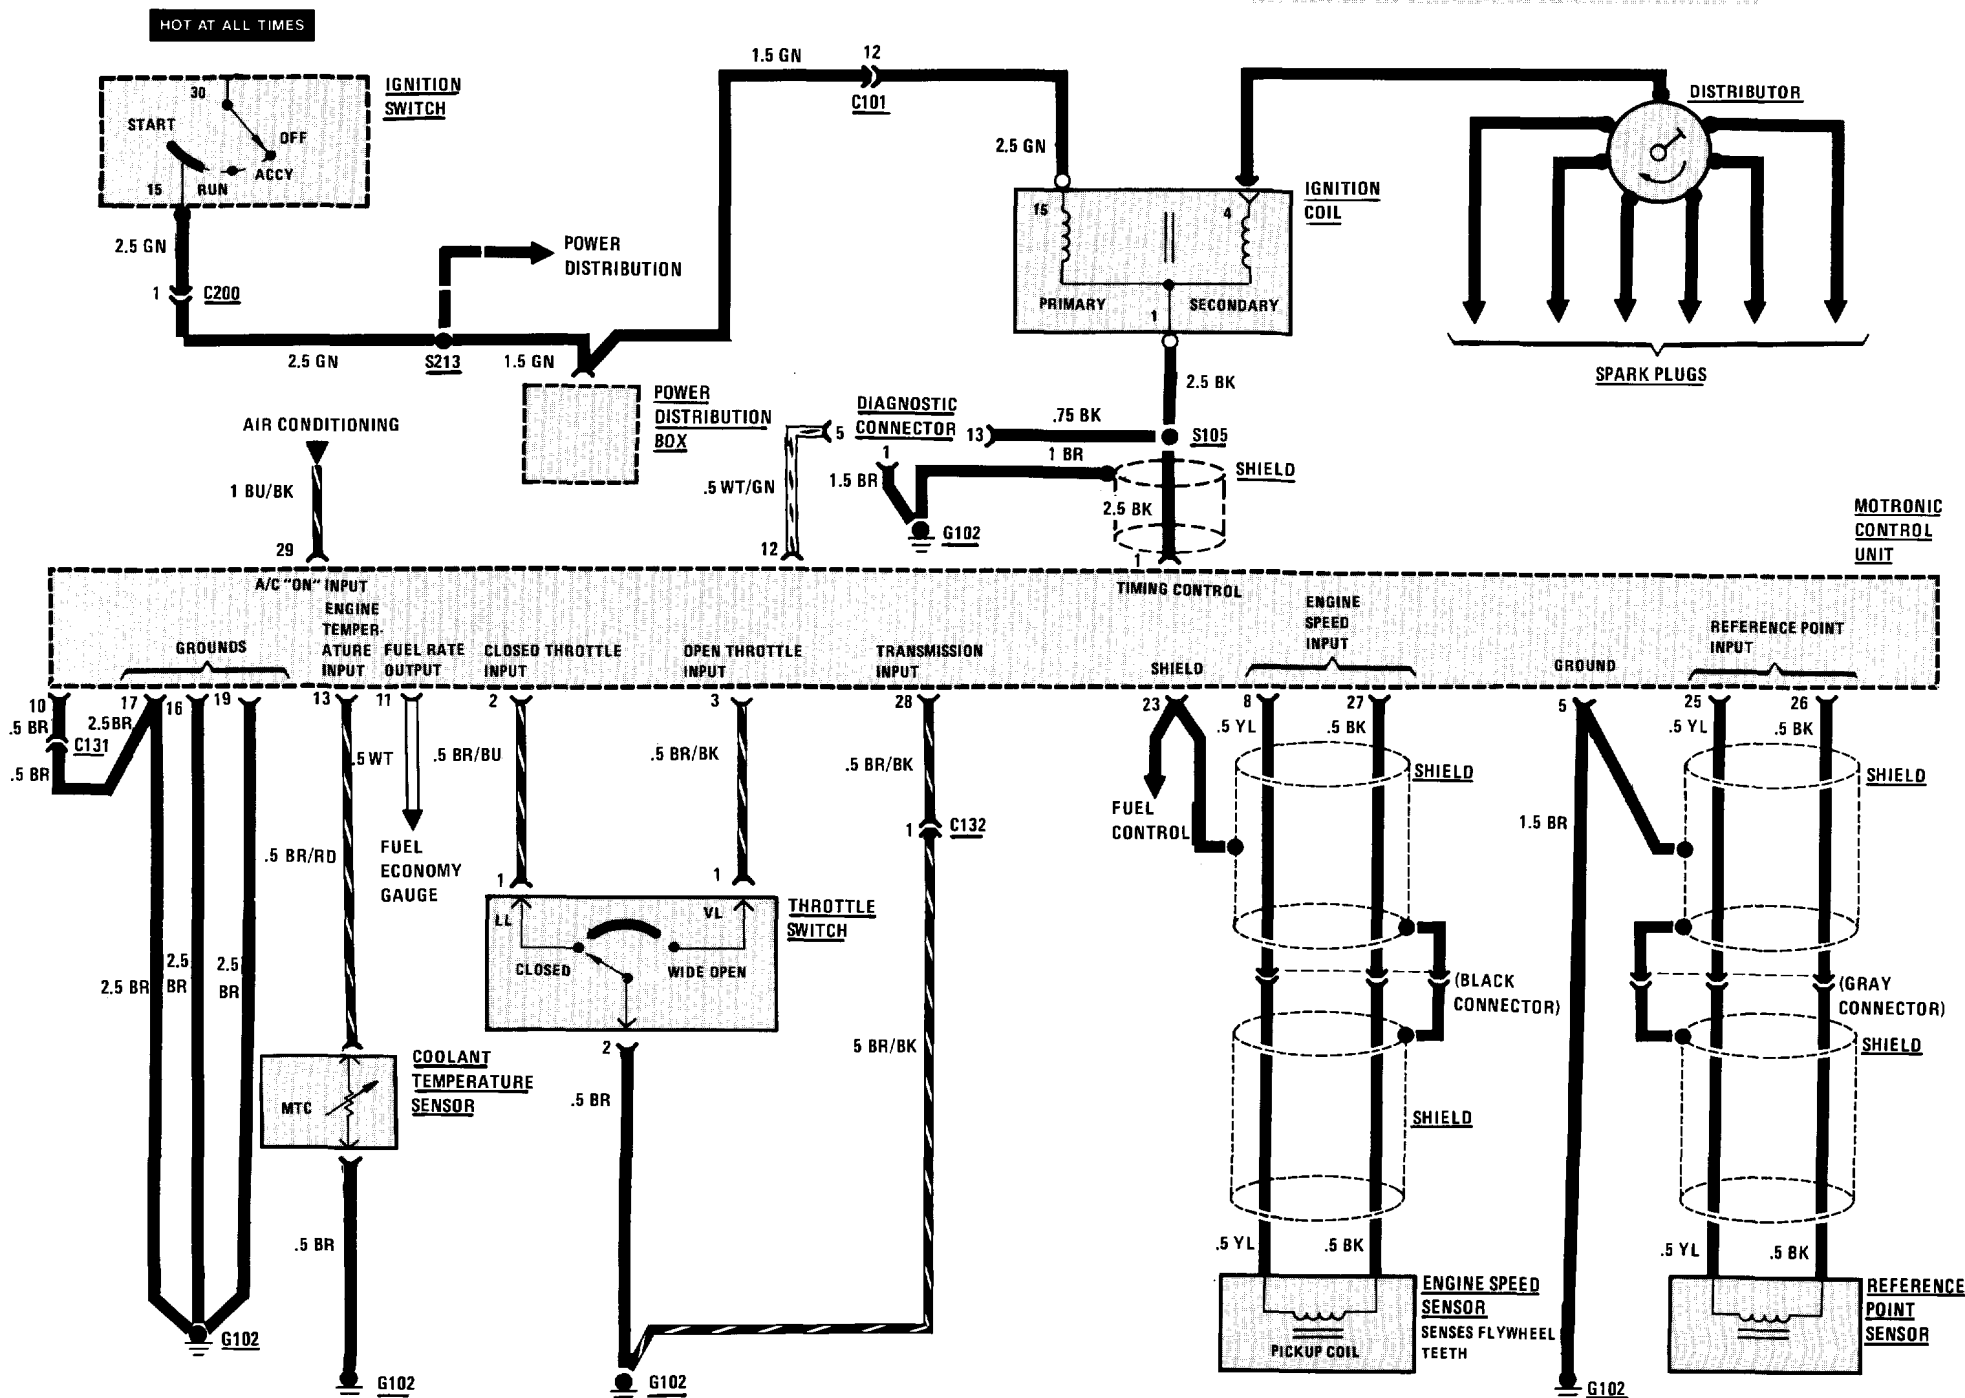 HOT AT ALL TIMES
IGNITION
SWITCH
30
START
OFF
ACCY
15
RUN
2.5 GN
1
C200
2.5 GN
S213
1.5 GN
POWER
DISTRIBUTION
POWER
DISTRIBUTION
BOX
1.5 GN
12
C101
2.5 GN
IGNITION
COIL
15
4
PRIMARY
SECONDARY
1
2.5 BK
DISTRIBUTOR
SPARK PLUGS
AIR CONDITIONING
1 BU/BK
29
.5 WT/GN
5
DIAGNOSTIC
CONNECTOR
13
.75 BK
S105
1
1.5 BR
1 BR
SHIELD
2.5 BK
G102
12
1
MOTRONIC
CONTROL
UNIT
A/C "ON" INPUT
ENGINE
TEMPER-
ATURE
INPUT
GROUNDS
FUEL RATE
OUTPUT
CLOSED THROTTLE
INPUT
OPEN THROTTLE
INPUT
TRANSMISSION
INPUT
TIMING CONTROL
SHIELD
ENGINE
SPEED
INPUT
GROUND
REFERENCE POINT
INPUT
10
17
16
19
13
11
2
3
28
23
8
27
5
25
26
.5 BR
2.5 BR
C131
.5 BR
.5 WT
.5 BR/BU
.5 BR/BK
.5 BR/BK
.5 YL
.5 BK
.5 YL
.5 BK
SHIELD
SHIELD
FUEL
CONTROL
1.5 BR
1
C132
.5 BR/RD
FUEL
ECONOMY
GAUGE
1
1
LL
VL
CLOSED
WIDE OPEN
THROTTLE
SWITCH
2.5 BR
2.5
BR
2.5
BR
(BLACK
CONNECTOR)
(GRAY
CONNECTOR)
2
5 BR/BK
SHIELD
COOLANT
TEMPERATURE
SENSOR
MTC
.5 BR
SHIELD
.5 BR
.5 YL
.5 BK
.5 YL
.5 BK
ENGINE SPEED
SENSOR
SENSES FLYWHEEL
TEETH
PICKUP COIL
REFERENCE
POINT
SENSOR
G102
G102
G102
G102